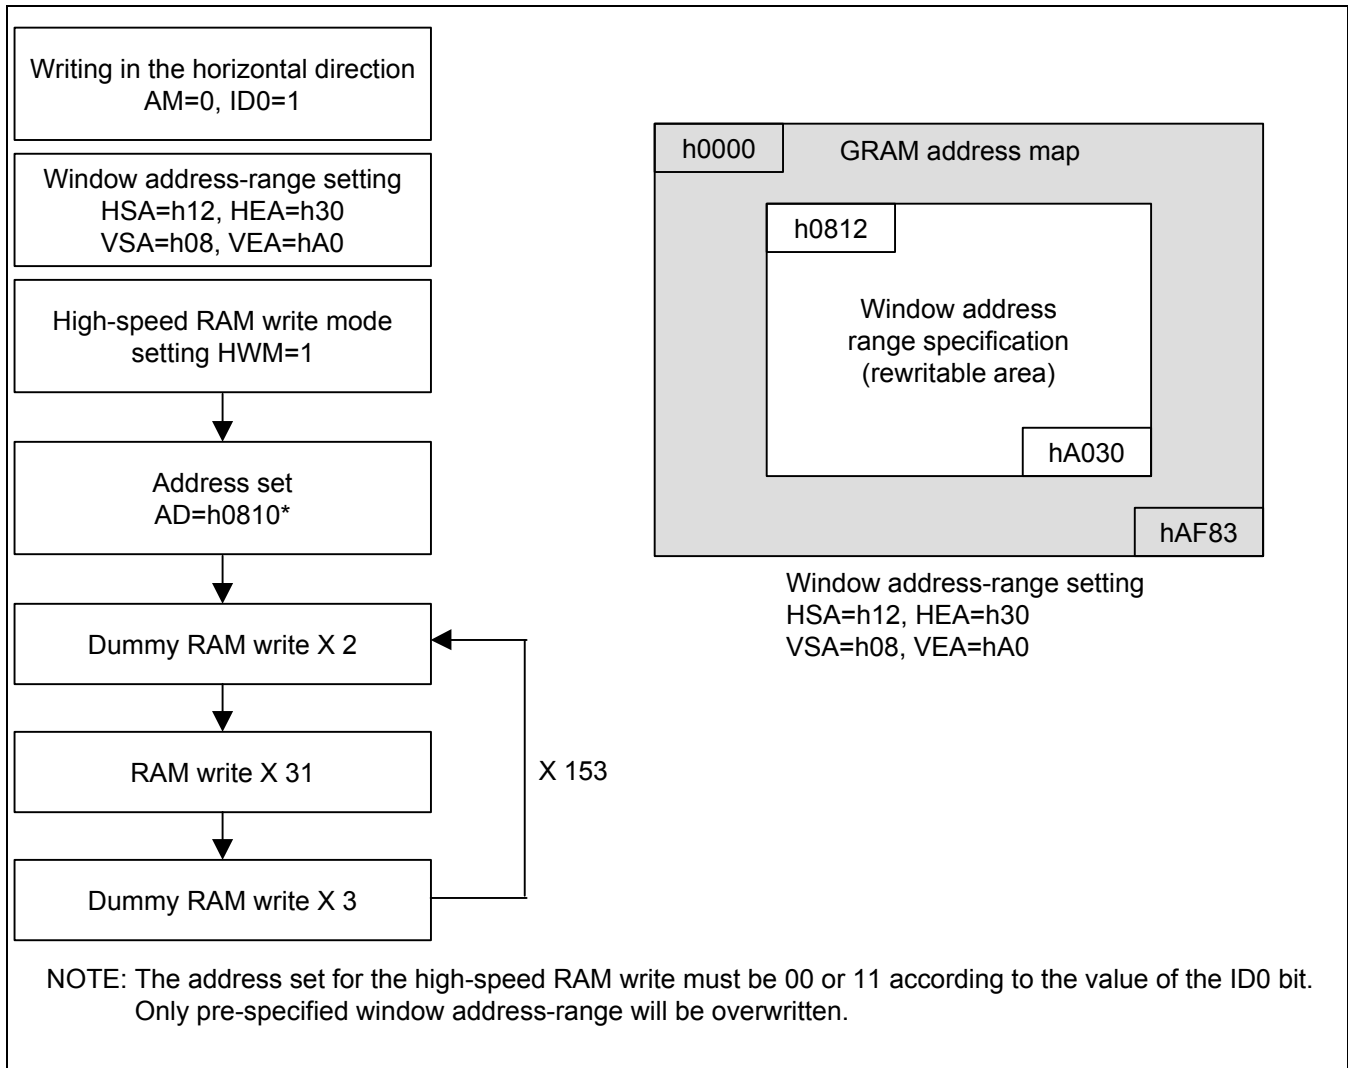 Writing in the horizontal direction
AM=0, ID0=1
Window address-range setting
HSA=h12, HEA=h30
VSA=h08, VEA=hA0
High-speed RAM write mode
setting HWM=1
Address set
AD=h0810*
Dummy RAM write X 2
RAM write X 31
X 153
Dummy RAM write X 3
h0000
GRAM address map
h0812
Window address
range specification
(rewritable area)
hA030
hAF83
Window address-range setting
HSA=h12, HEA=h30
VSA=h08, VEA=hA0
NOTE: The address set for the high-speed RAM write must be 00 or 11 according to the value of the ID0 bit.
Only pre-specified window address-range will be overwritten.